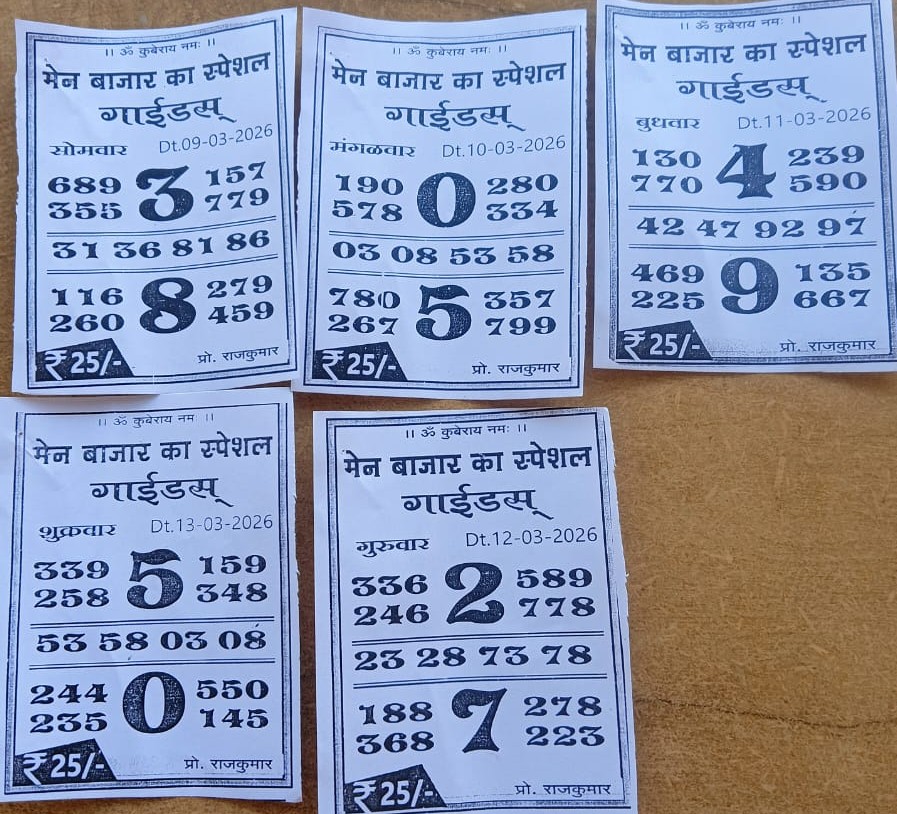 ।। ॐ कुबेराय नमः ।।
मेन बाजार का स्पेशल
गाईडस्
सोमवार Dt.09-03-2026
689 3 157
355 779
31 36 81 86
116 8 279
260 459
₹ 25/- प्रो. राजकुमार
।। ॐ कुबेराय नमः ।।
मेन बाजार का स्पेशल
गाईडस्
मंगळवार Dt.10-03-2026
190 0 280
578 334
03 08 53 58
780 5 357
267 799
₹ 25/- प्रो. राजकुमार
।। ॐ कुबेराय नमः ।।
मेन बाजार का स्पेशल
गाईडस्
बुधवार Dt.11-03-2026
130 4 239
770 590
42 47 92 97
469 9 135
225 667
₹ 25/- प्रो. राजकुमार
।। ॐ कुबेराय नमः ।।
मेन बाजार का स्पेशल
गाईडस्
शुक्रवार Dt.13-03-2026
339 5 159
258 348
53 58 03 08
244 0 550
235 145
₹ 25/- प्रो. राजकुमार
।। ॐ कुबेराय नमः ।।
मेन बाजार का स्पेशल
गाईडस्
गुरुवार Dt.12-03-2026
336 2 589
246 778
23 28 73 78
188 7 278
368 223
₹ 25/- प्रो. राजकुमार